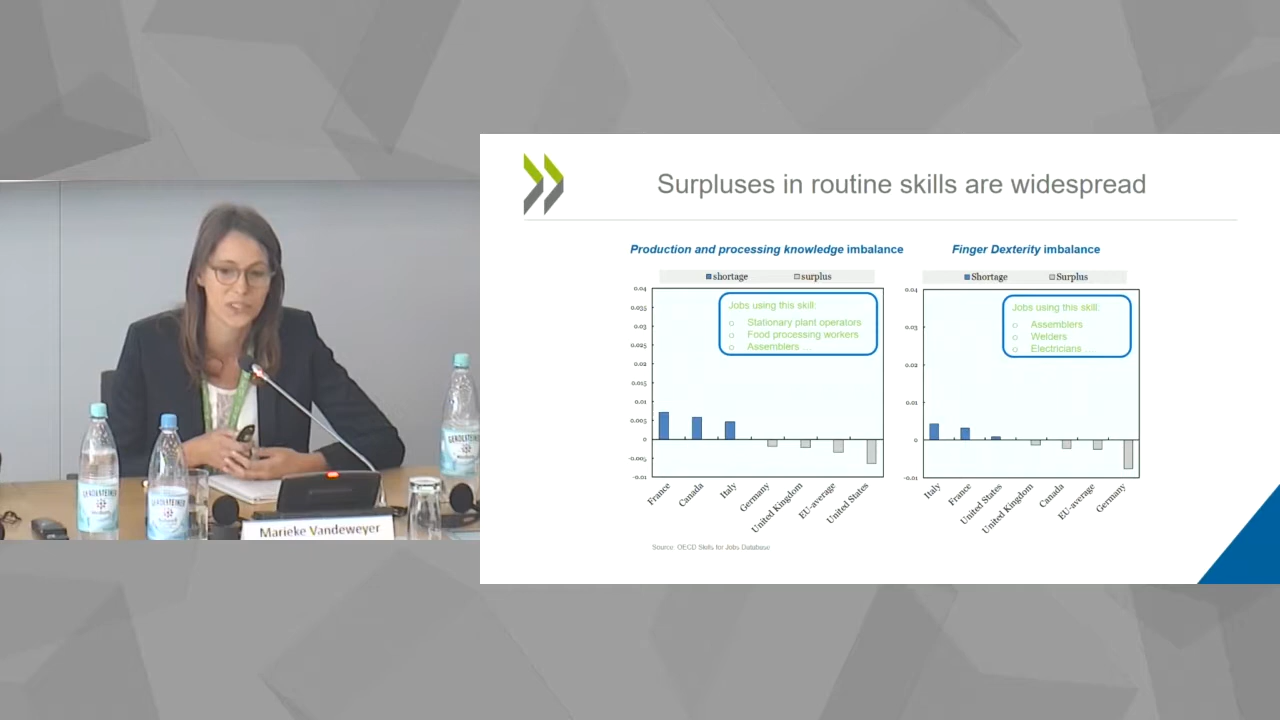 Surpluses in routine skills are widespread
Production and processing knowledge imbalance
shortage surplus
0.04
0.035
0.03
0.025
0.02
0.015
0.01
0.005
0
-0.005
-0.01
Jobs using this skill:
o Stationary plant operators
o Food processing workers
o Assemblers ...
France
Canada
Italy
Germany
United Kingdom
EU-average
United States
Finger Dexterity imbalance
Shortage Surplus
0.04
0.03
0.02
0.01
0
-0.01
Jobs using this skill:
o Assemblers
o Welders
o Electricians ...
Italy
France
United States
United Kingdom
Canada
EU-average
Germany
Source: OECD Skills for Jobs Database
GEROLSTEINER
GEROLSTEINER
GEROLSTEINER
Marieke Vandeweyer